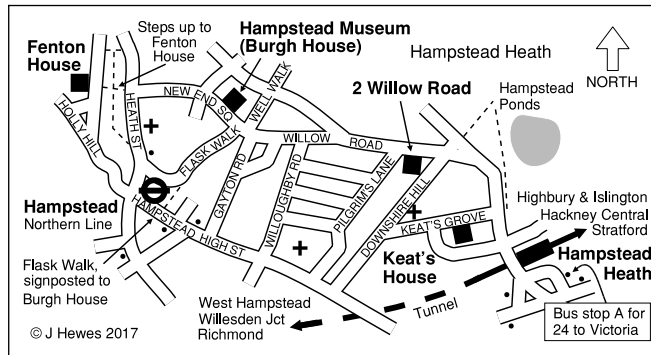 Steps up to
Fenton
House
Hampstead Museum
(Burgh House)
Hampstead Heath
NORTH
Fenton
House
2 Willow Road
Hampstead
Ponds
NEW END SQ
WELL WALK
HOLLY HILL
HEATH ST
FLASK WALK
WILLOW ROAD
GAYTON RD
WILLOUGHBY RD
PILGRIM'S LANE
DOWNSHIRE HILL
KEAT'S GROVE
HAMPSTEAD HIGH ST
Hampstead
Northern Line
Highbury & Islington
Hackney Central
Stratford
Keat's
House
Hampstead
Heath
Flask Walk,
signposted to
Burgh House
West Hampstead
Willesden Jct
Richmond
Tunnel
Bus stop A for
24 to Victoria
© J Hewes 2017